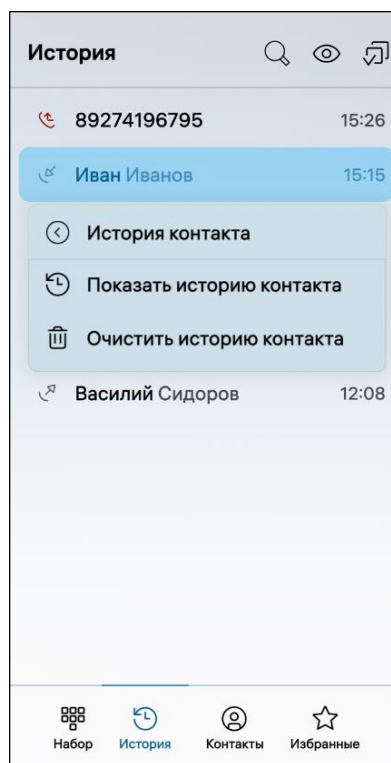 История
89274196795 15:26
Иван Иванов 15:15
История контакта
Показать историю контакта
Очистить историю контакта
Василий Сидоров 12:08
Набор История Контакты Избранные